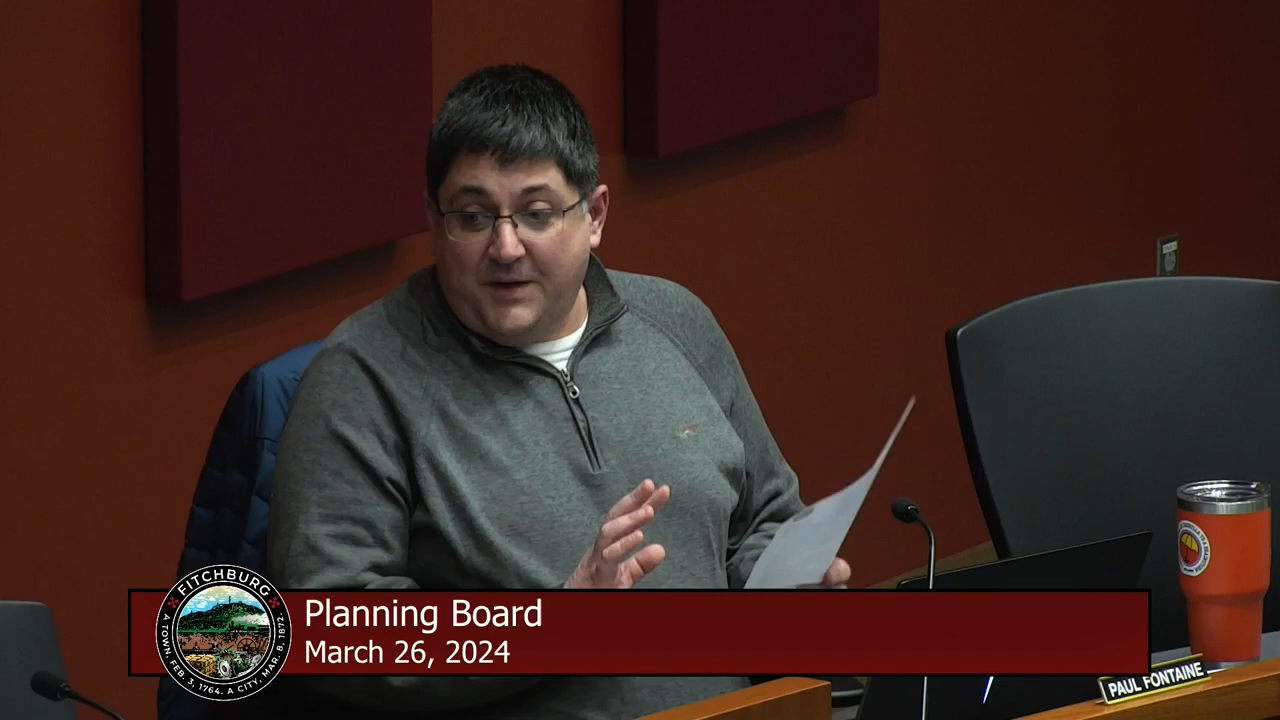 Planning Board
March 26, 2024
FITCHBURG
A TOWN, FEB. 3, 1764. A CITY, MAR. 8, 1872.
PAUL FONTAINE